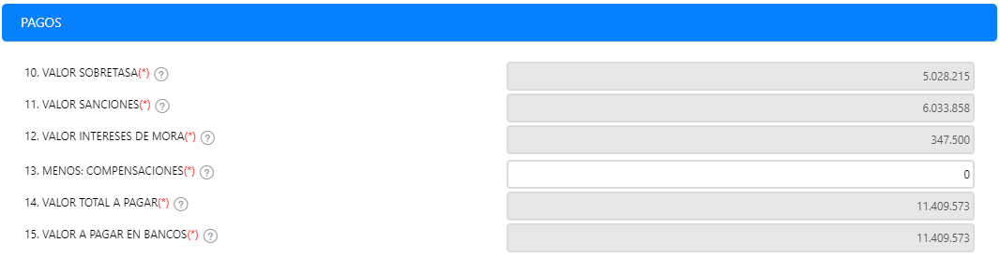 PAGOS
10. VALOR SOBRETASA(*) ? 5.028.215
11. VALOR SANCIONES(*) ? 6.033.858
12. VALOR INTERESES DE MORA(*) ? 347.500
13. MENOS: COMPENSACIONES(*) ? 0
14. VALOR TOTAL A PAGAR(*) ? 11.409.573
15. VALOR A PAGAR EN BANCOS(*) ? 11.409.573